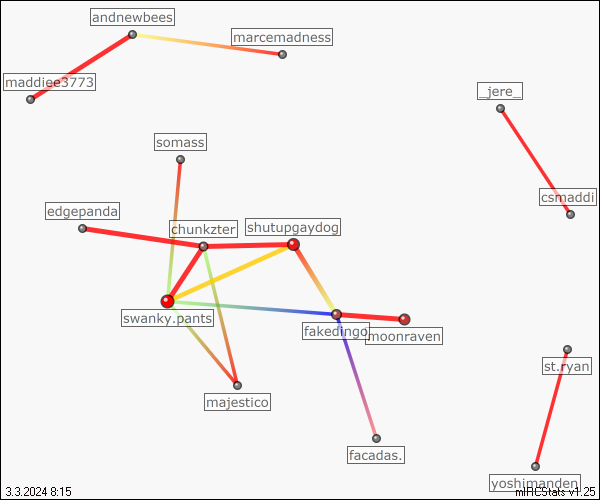 andnewbees
marcemadness
maddiee3773
_jere_
somass
csmaddi
edgepanda
chunkzter
shutupgaydog
swanky.pants
fakedingo
moonraven
st.ryan
majestico
facadas.
yoshimanden
3.3.2024 8:15
mIRCStats v1.25